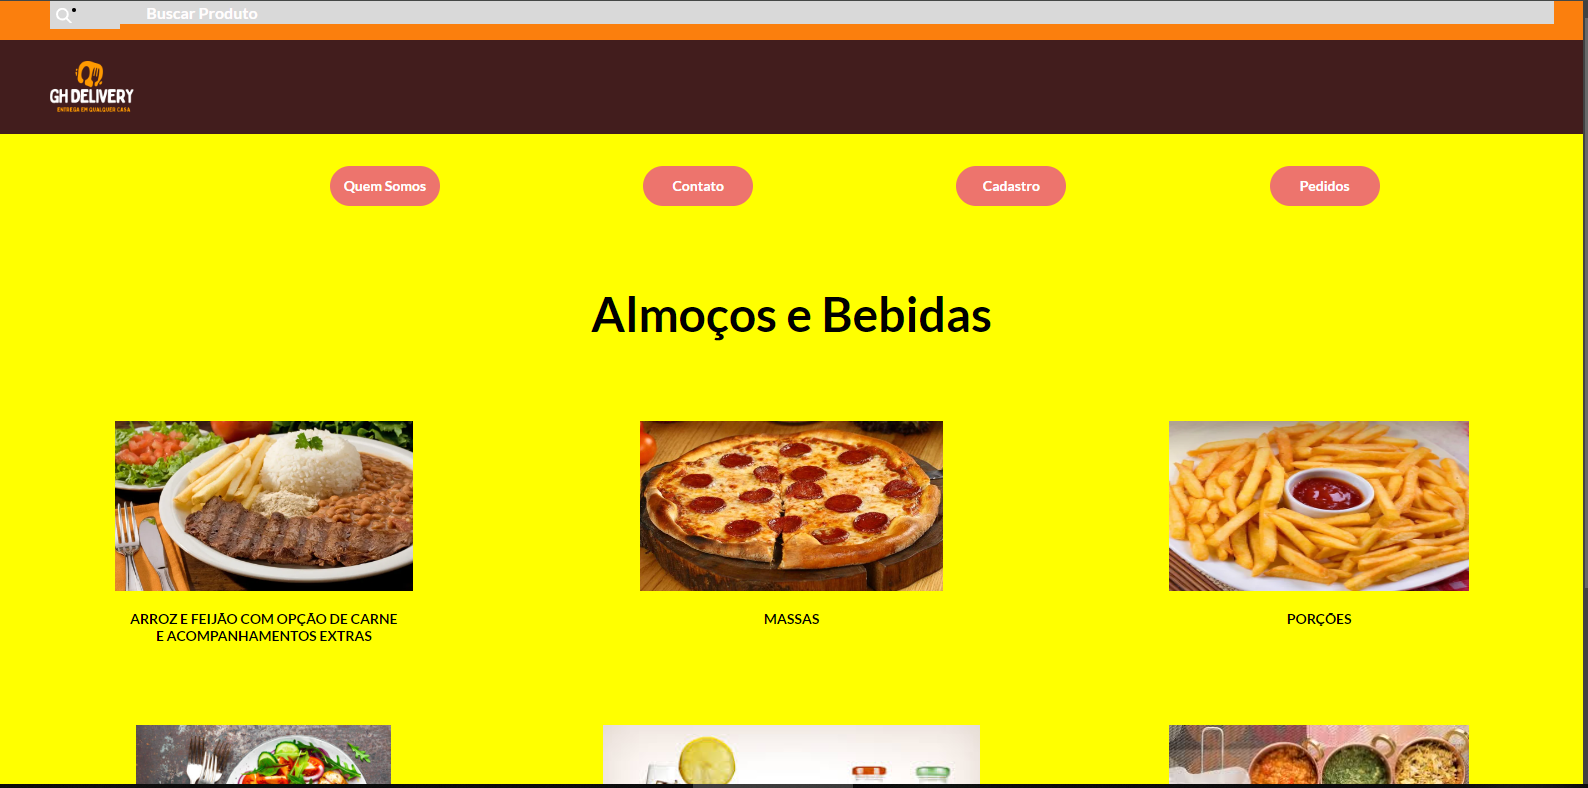 Buscar Produto
GH DELIVERY
ENTREGA EM QUALQUER CASA
Quem Somos
Contato
Cadastro
Pedidos
Almoços e Bebidas
ARROZ E FEIJÃO COM OPÇÃO DE CARNE
E ACOMPANHAMENTOS EXTRAS
MASSAS
PORÇÕES